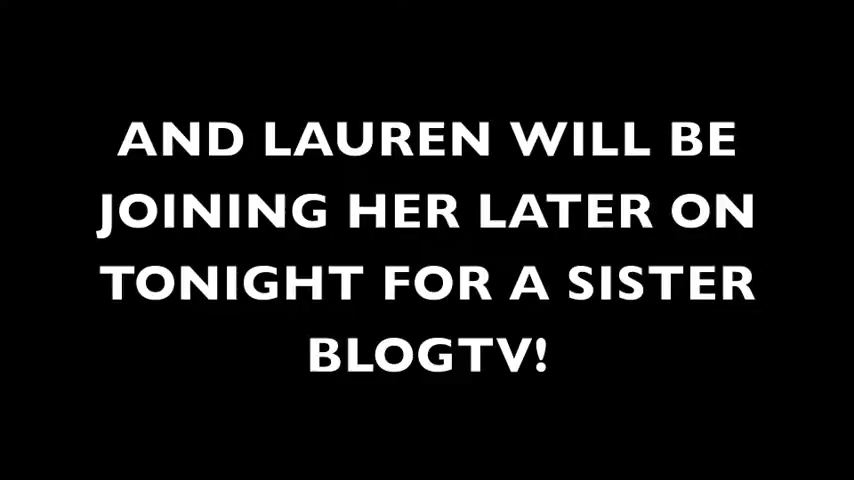 AND LAUREN WILL BE
JOINING HER LATER ON
TONIGHT FOR A SISTER
BLOGTV!